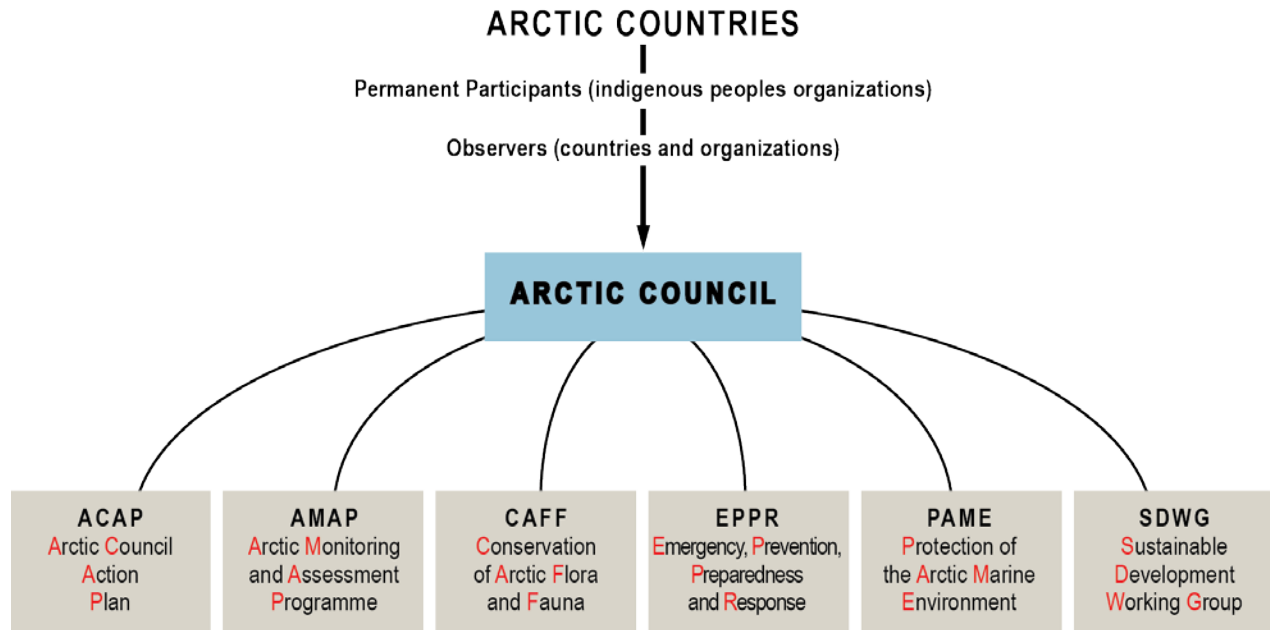 ARCTIC COUNTRIES
Permanent Participants (indigenous peoples organizations)
Observers (countries and organizations)
ARCTIC COUNCIL
ACAP
Arctic Council
Action
Plan
AMAP
Arctic Monitoring
and Assessment
Programme
CAFF
Conservation
of Arctic Flora
and Fauna
EPPR
Emergency, Prevention,
Preparedness
and Response
PAME
Protection of
the Arctic Marine
Environment
SDWG
Sustainable
Development
Working Group